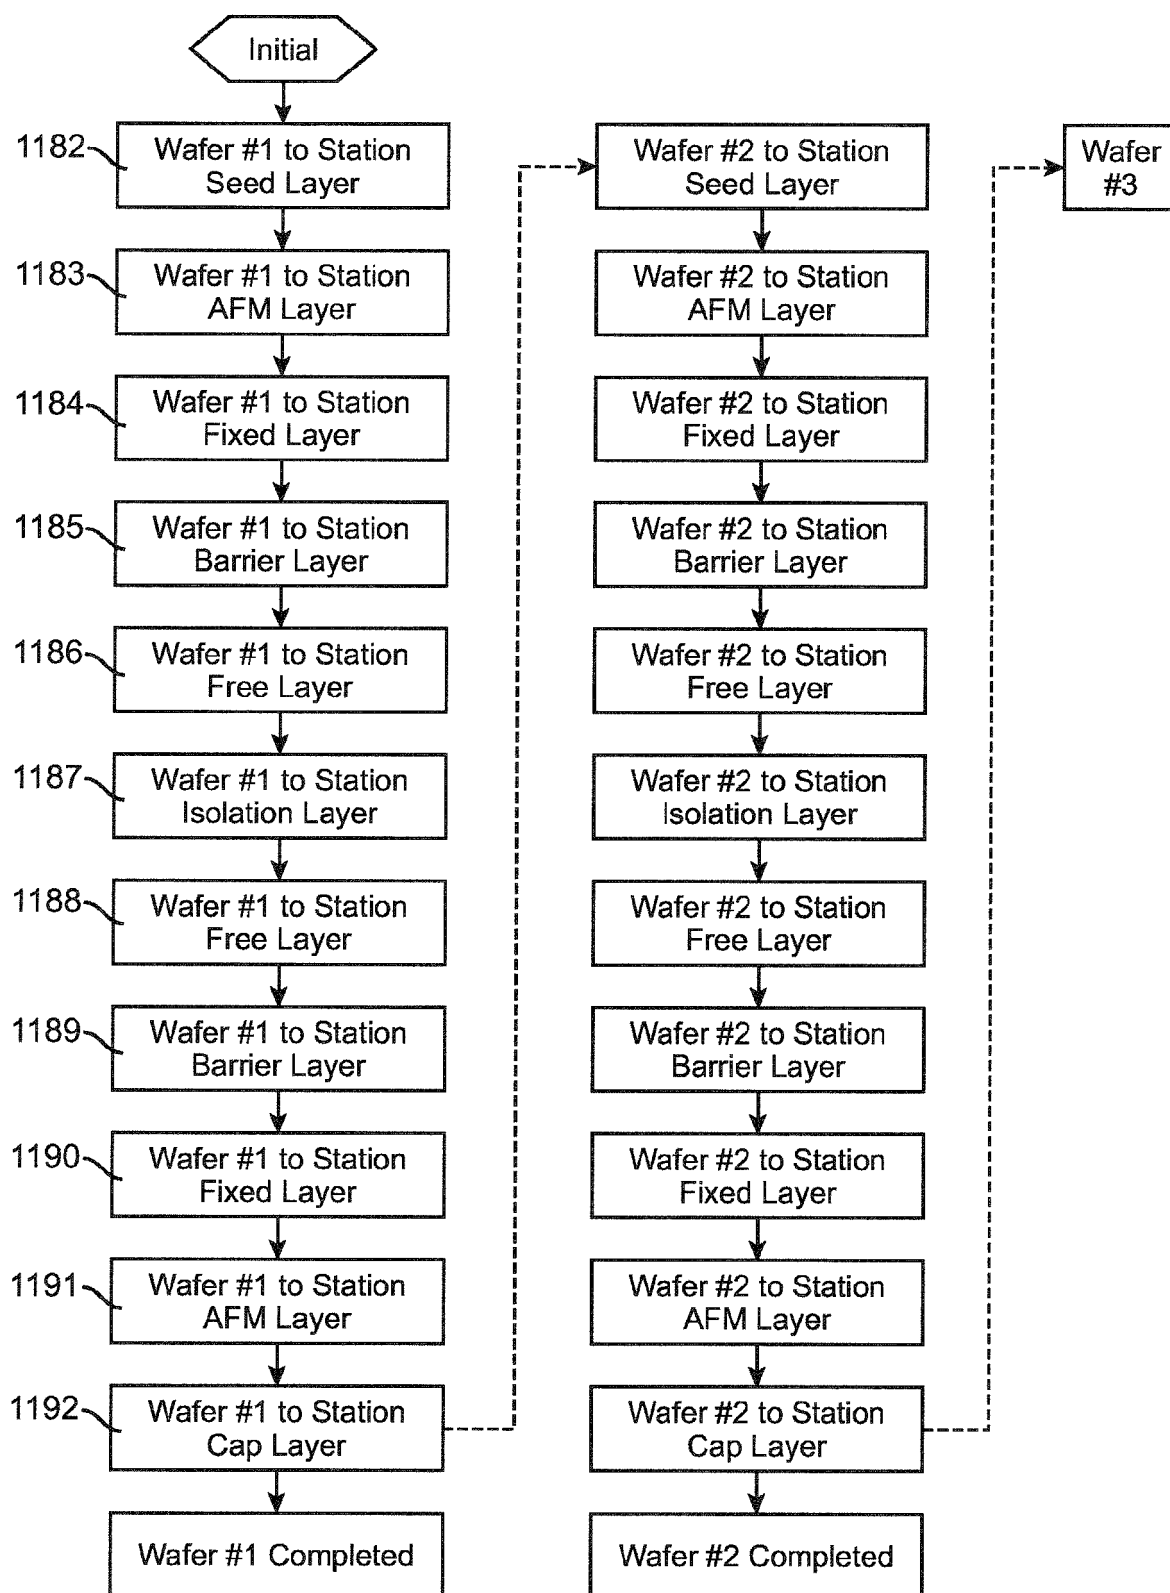 Initial
1182
Wafer #1 to Station
Seed Layer
1183
Wafer #1 to Station
AFM Layer
1184
Wafer #1 to Station
Fixed Layer
1185
Wafer #1 to Station
Barrier Layer
1186
Wafer #1 to Station
Free Layer
1187
Wafer #1 to Station
Isolation Layer
1188
Wafer #1 to Station
Free Layer
1189
Wafer #1 to Station
Barrier Layer
1190
Wafer #1 to Station
Fixed Layer
1191
Wafer #1 to Station
AFM Layer
1192
Wafer #1 to Station
Cap Layer
Wafer #1 Completed
Wafer #2 to Station
Seed Layer
Wafer #2 to Station
AFM Layer
Wafer #2 to Station
Fixed Layer
Wafer #2 to Station
Barrier Layer
Wafer #2 to Station
Free Layer
Wafer #2 to Station
Isolation Layer
Wafer #2 to Station
Free Layer
Wafer #2 to Station
Barrier Layer
Wafer #2 to Station
Fixed Layer
Wafer #2 to Station
AFM Layer
Wafer #2 to Station
Cap Layer
Wafer #2 Completed
Wafer
#3